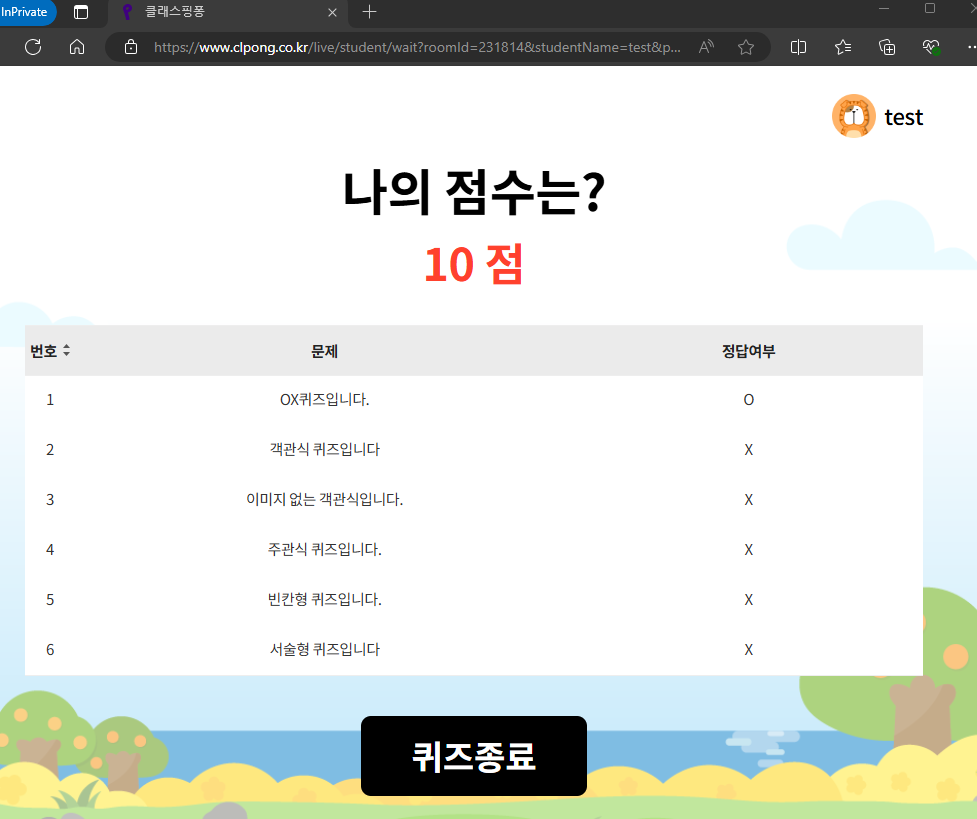 InPrivate
클래스핑퐁
https://www.clpong.co.kr/live/student/wait?roomId=231814&studentName=test&p...
test
나의 점수는?
10 점
번호 문제 정답여부
1 OX퀴즈입니다. O
2 객관식 퀴즈입니다 X
3 이미지 없는 객관식입니다. X
4 주관식 퀴즈입니다. X
5 빈칸형 퀴즈입니다. X
6 서술형 퀴즈입니다 X
퀴즈종료